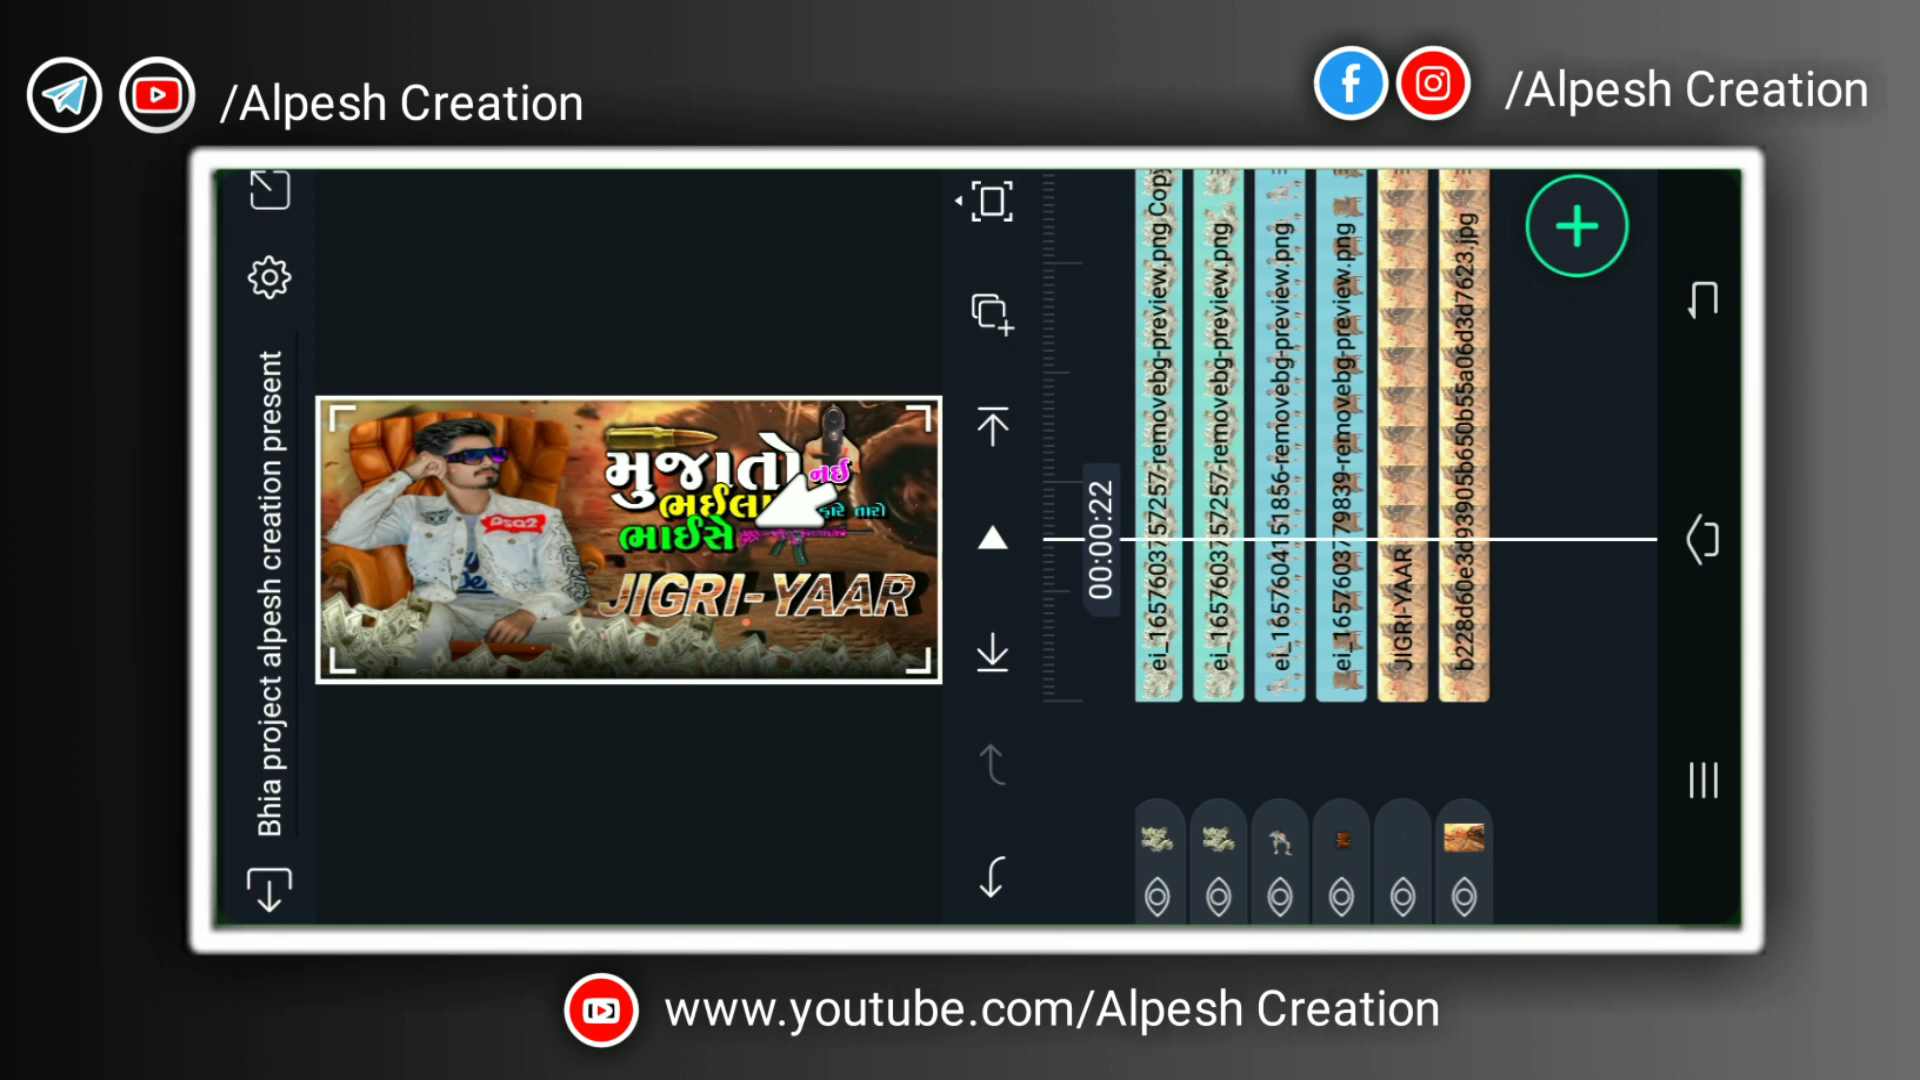 /Alpesh Creation
/Alpesh Creation
Bhia project alpesh creation present
મુજાતો નઈ
ભાઈસે
તારો
JIGRI-YAAR
00:00:22
ei_1657603757257-removebg-preview.png Copy
ei_1657603757257-removebg-preview.png
ei_1657604151856-removebg-preview.png
ei_1657603779839-removebg-preview.png
JIGRI-YAAR
b228d60e3d93905b650b55a06d3d7623.jpg
www.youtube.com/Alpesh Creation